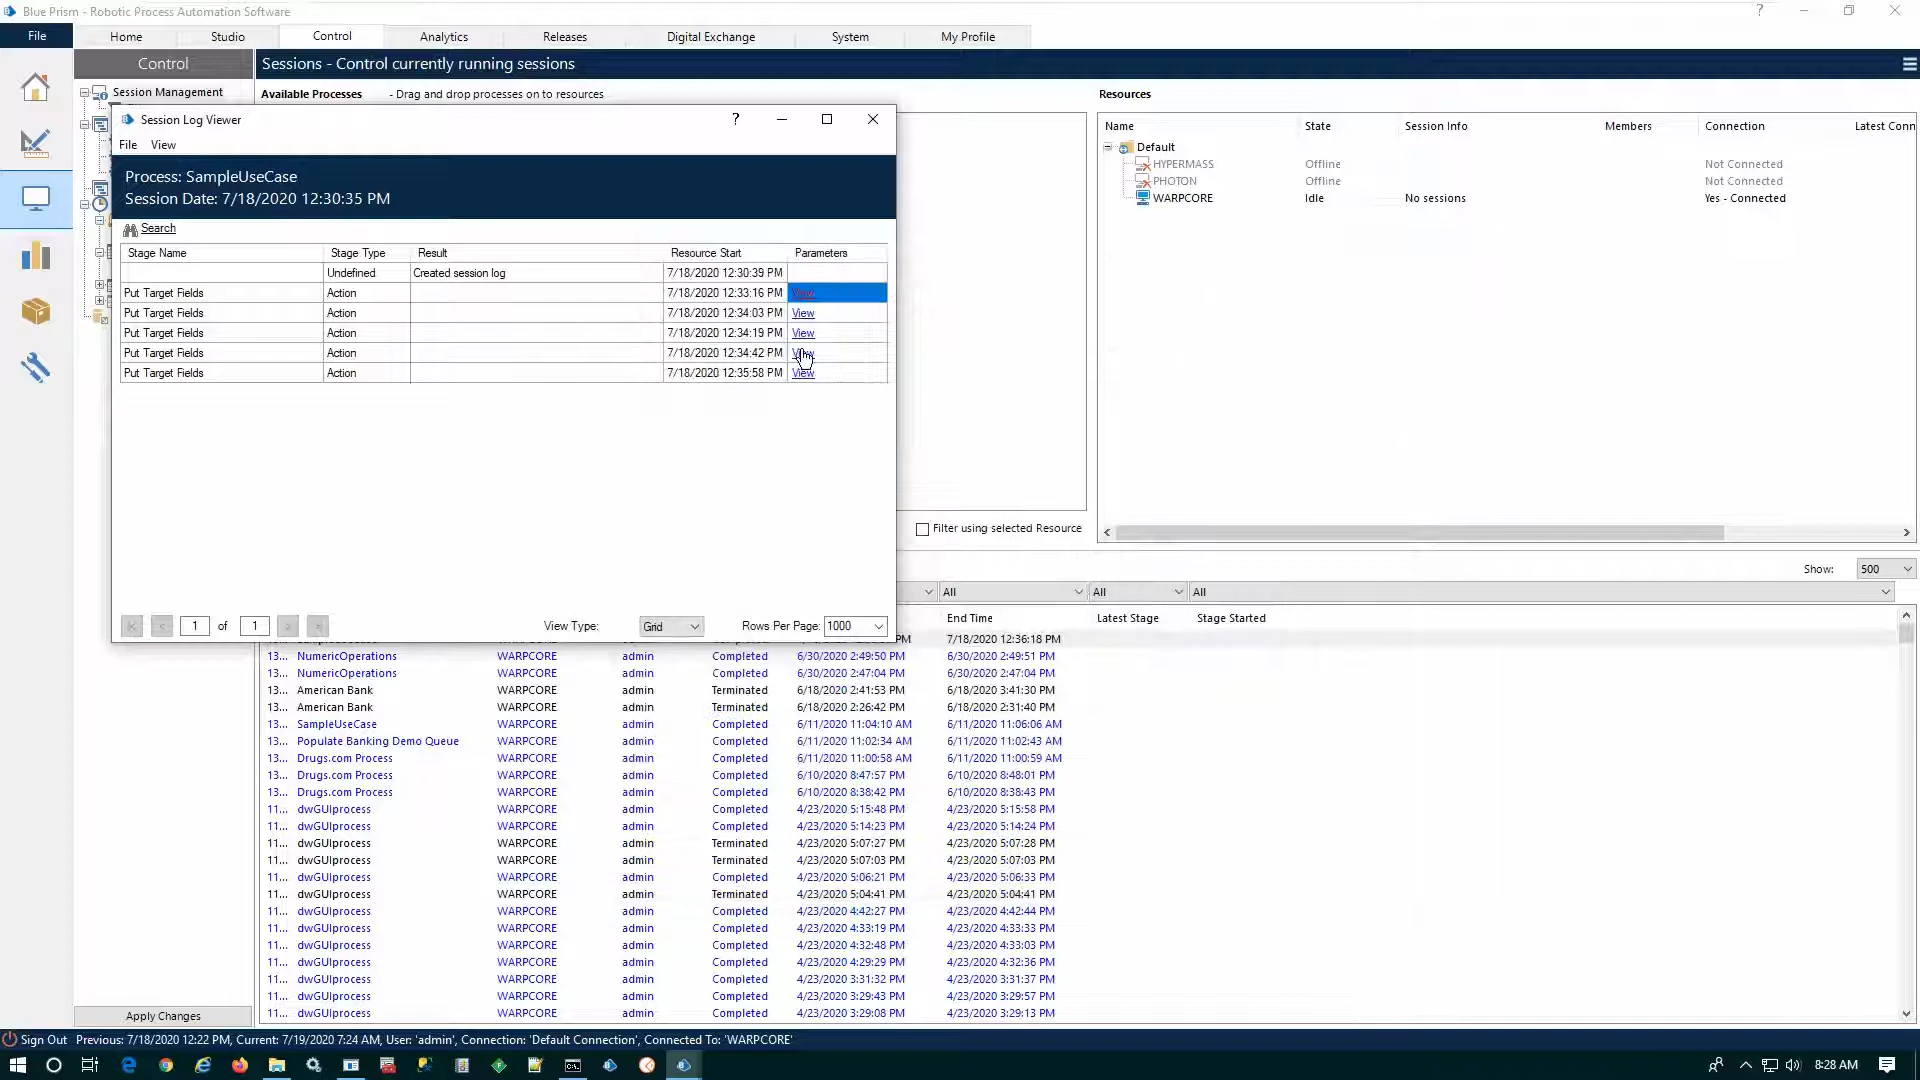 Blue Prism - Robotic Process Automation Software
?
File
Home
Studio
Control
Analytics
Releases
Digital Exchange
System
My Profile
Control
Sessions - Control currently running sessions
Session Management
Available Processes - Drag and drop processes on to resources
Resources
Session Log Viewer
?
File View
Process: SampleUseCase
Session Date: 7/18/2020 12:30:35 PM
Search
Stage Name Stage Type Result Resource Start Parameters
Undefined Created session log 7/18/2020 12:30:39 PM
Put Target Fields Action 7/18/2020 12:33:16 PM View
Put Target Fields Action 7/18/2020 12:34:03 PM View
Put Target Fields Action 7/18/2020 12:34:19 PM View
Put Target Fields Action 7/18/2020 12:34:42 PM View
Put Target Fields Action 7/18/2020 12:35:58 PM View
1 of 1
View Type: Grid
Rows Per Page: 1000
Name State Session Info Members Connection Latest Conn
Default
HYPERMASS Offline Not Connected
PHOTON Offline Not Connected
WARPCORE Idle No sessions Yes - Connected
Filter using selected Resource
Show: 500
All All All
End Time Latest Stage Stage Started
PM 7/18/2020 12:36:18 PM
13... NumericOperations WARPCORE admin Completed 6/30/2020 2:49:50 PM 6/30/2020 2:49:51 PM
13... NumericOperations WARPCORE admin Completed 6/30/2020 2:47:04 PM 6/30/2020 2:47:04 PM
13... American Bank WARPCORE admin Terminated 6/18/2020 2:41:53 PM 6/18/2020 3:41:30 PM
13... American Bank WARPCORE admin Terminated 6/18/2020 2:26:42 PM 6/18/2020 2:31:40 PM
13... SampleUseCase WARPCORE admin Completed 6/11/2020 11:04:10 AM 6/11/2020 11:06:06 AM
13... Populate Banking Demo Queue WARPCORE admin Completed 6/11/2020 11:02:34 AM 6/11/2020 11:02:43 AM
13... Drugs.com Process WARPCORE admin Completed 6/11/2020 11:00:58 AM 6/11/2020 11:00:59 AM
13... Drugs.com Process WARPCORE admin Completed 6/10/2020 8:47:57 PM 6/10/2020 8:48:01 PM
13... Drugs.com Process WARPCORE admin Completed 6/10/2020 8:38:42 PM 6/10/2020 8:38:43 PM
11... dwGUIprocess WARPCORE admin Completed 4/23/2020 5:15:48 PM 4/23/2020 5:15:58 PM
11... dwGUIprocess WARPCORE admin Completed 4/23/2020 5:14:23 PM 4/23/2020 5:14:24 PM
11... dwGUIprocess WARPCORE admin Terminated 4/23/2020 5:07:27 PM 4/23/2020 5:07:28 PM
11... dwGUIprocess WARPCORE admin Terminated 4/23/2020 5:07:03 PM 4/23/2020 5:07:03 PM
11... dwGUIprocess WARPCORE admin Completed 4/23/2020 5:06:21 PM 4/23/2020 5:06:33 PM
11... dwGUIprocess WARPCORE admin Terminated 4/23/2020 5:04:41 PM 4/23/2020 5:04:41 PM
11... dwGUIprocess WARPCORE admin Completed 4/23/2020 4:42:27 PM 4/23/2020 4:42:44 PM
11... dwGUIprocess WARPCORE admin Completed 4/23/2020 4:33:19 PM 4/23/2020 4:33:33 PM
11... dwGUIprocess WARPCORE admin Completed 4/23/2020 4:32:48 PM 4/23/2020 4:33:03 PM
11... dwGUIprocess WARPCORE admin Completed 4/23/2020 4:29:29 PM 4/23/2020 4:32:36 PM
11... dwGUIprocess WARPCORE admin Completed 4/23/2020 3:31:32 PM 4/23/2020 3:31:37 PM
11... dwGUIprocess WARPCORE admin Completed 4/23/2020 3:29:43 PM 4/23/2020 3:29:57 PM
11... dwGUIprocess WARPCORE admin Completed 4/23/2020 3:29:08 PM 4/23/2020 3:29:13 PM
Apply Changes
Sign Out Previous: 7/18/2020 12:22 PM, Current: 7/19/2020 7:24 AM, User: 'admin', Connection: 'Default Connection', Connected To: 'WARPCORE'
8:28 AM